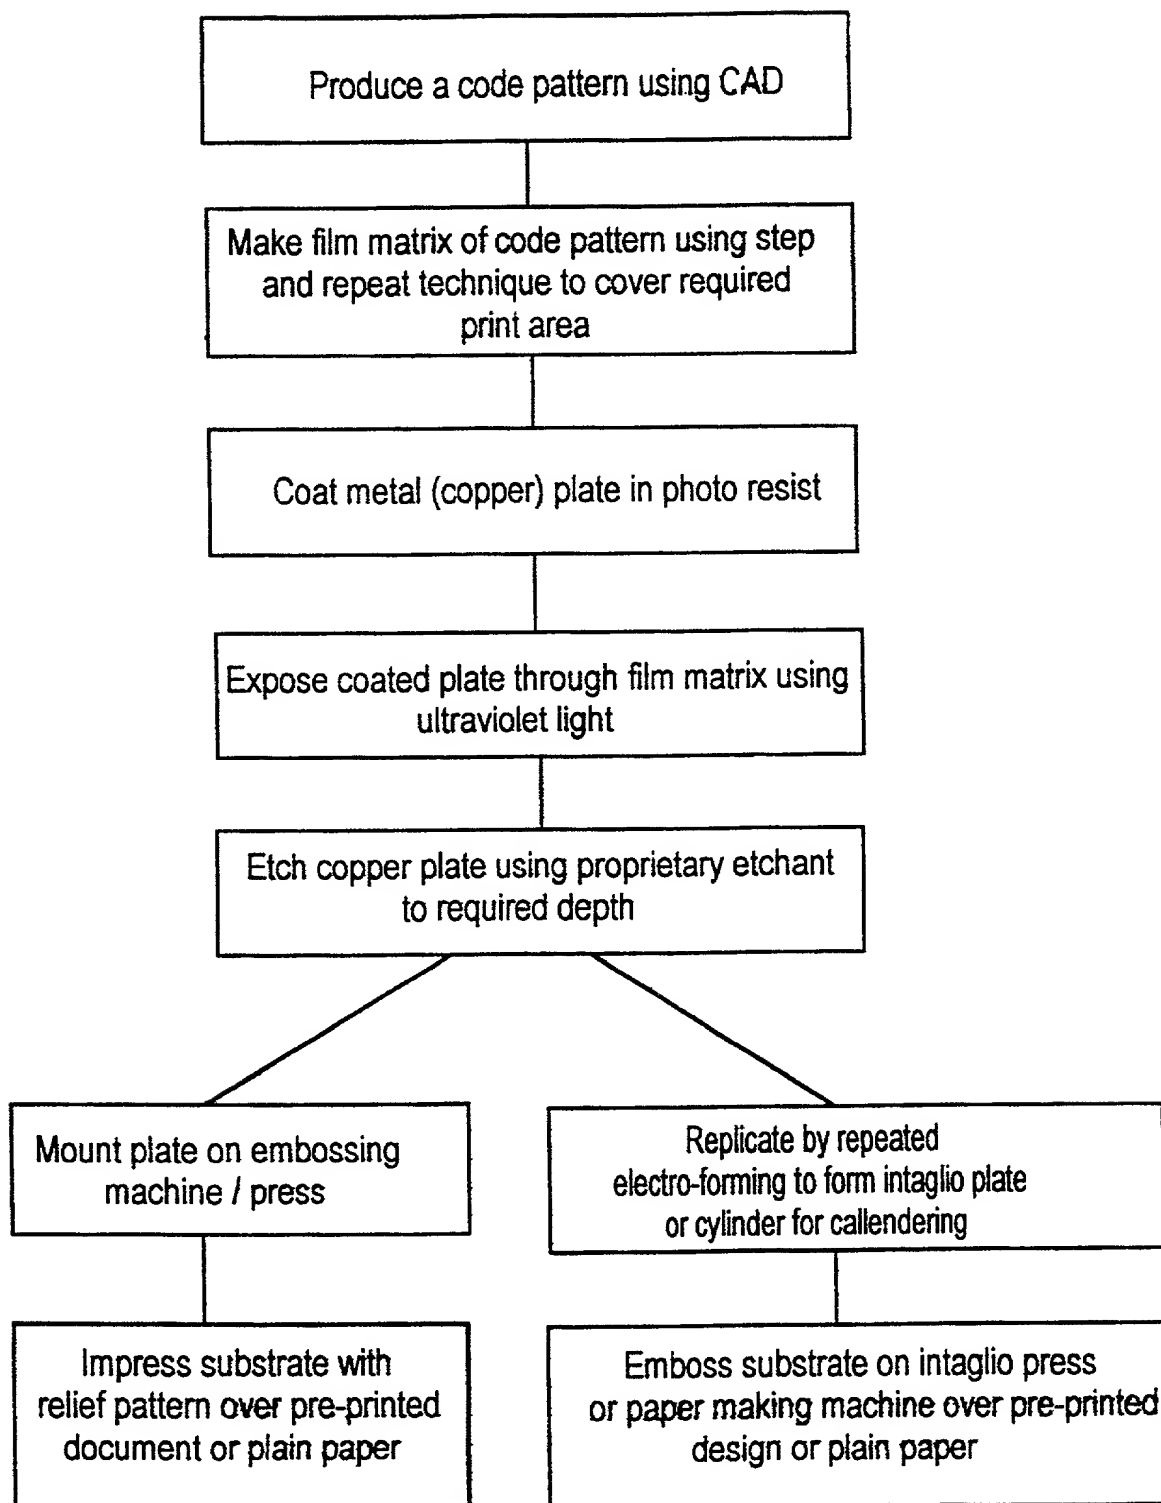 Produce a code pattern using CAD
Make film matrix of code pattern using step
and repeat technique to cover required
print area
Coat metal (copper) plate in photo resist
Expose coated plate through film matrix using
ultraviolet light
Etch copper plate using proprietary etchant
to required depth
Mount plate on embossing
machine / press
Replicate by repeated
electro-forming to form intaglio plate
or cylinder for callendering
Impress substrate with
relief pattern over pre-printed
document or plain paper
Emboss substrate on intaglio press
or paper making machine over pre-printed
design or plain paper